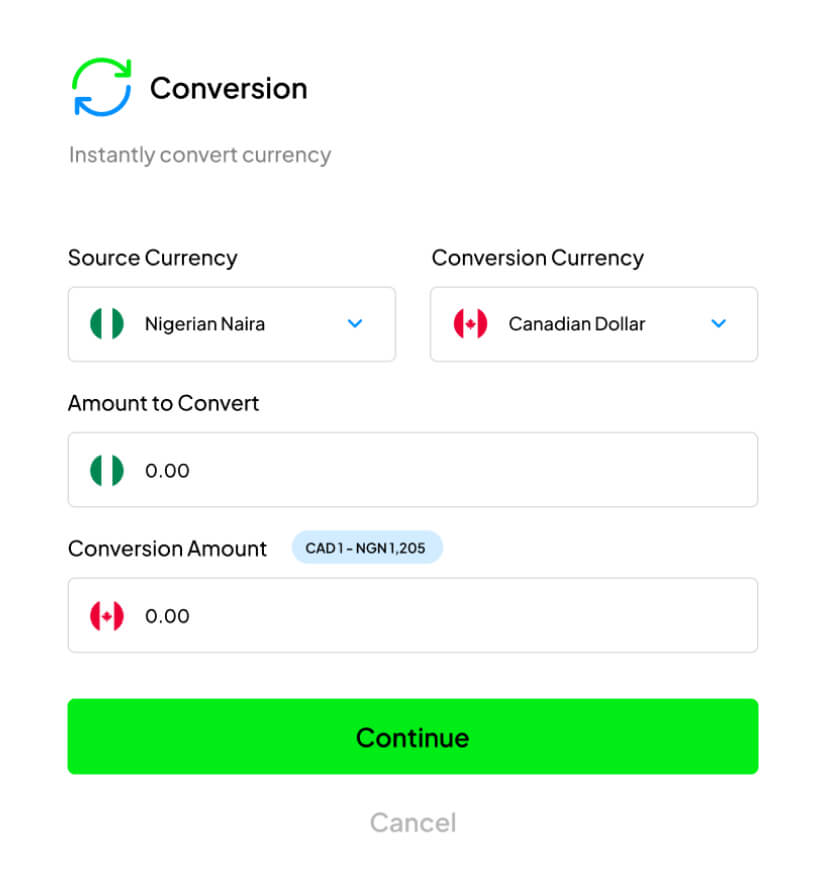 Conversion
Instantly convert currency
Source Currency
Conversion Currency
Nigerian Naira
Canadian Dollar
Amount to Convert
0.00
Conversion Amount
CAD 1 - NGN 1,205
0.00
Continue
Cancel